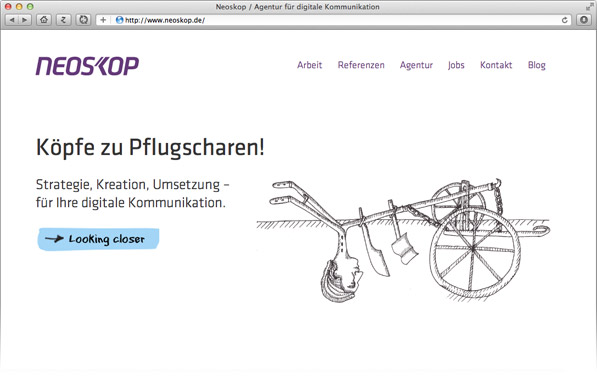 Neoskop / Agentur für digitale Kommunikation
http://www.neoskop.de/
NEOSKOP
Arbeit Referenzen Agentur Jobs Kontakt Blog
Köpfe zu Pflugscharen!
Strategie, Kreation, Umsetzung –
für Ihre digitale Kommunikation.
Looking closer